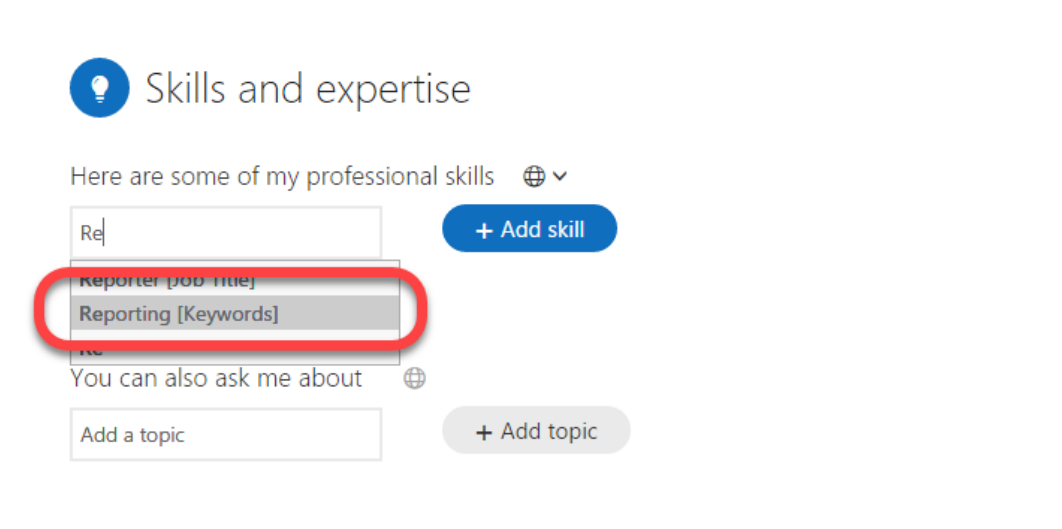 Skills and expertise
Here are some of my professional skills
Re
+ Add skill
Reporter [Job Title]
Reporting [Keywords]
Re
You can also ask me about
Add a topic
+ Add topic